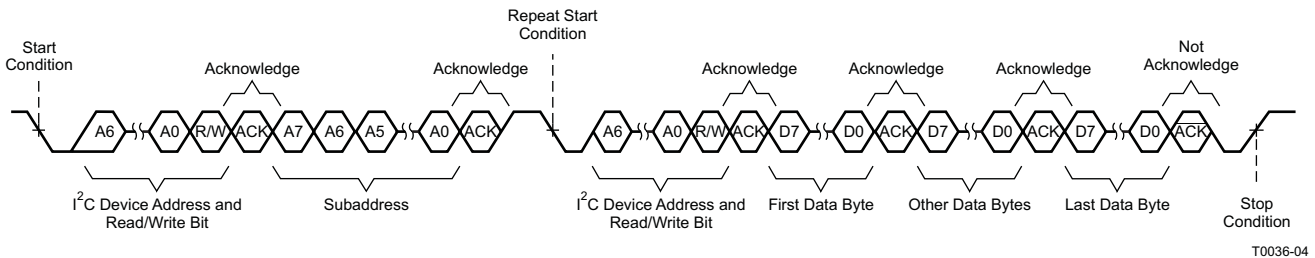 Repeat Start
Condition
Start
Condition
Not
Acknowledge
Acknowledge
Acknowledge
Acknowledge
Acknowledge
Acknowledge
A6 A0 R/W ACK A7 A6 A5 A0 ACK A6 A0 R/W ACK D7 D0 ACK D7 D0 ACK D7 D0 A̅C̅K̅
I²C Device Address and
Read/Write Bit
Subaddress
I²C Device Address and
Read/Write Bit
First Data Byte
Other Data Bytes
Last Data Byte
Stop
Condition
T0036-04